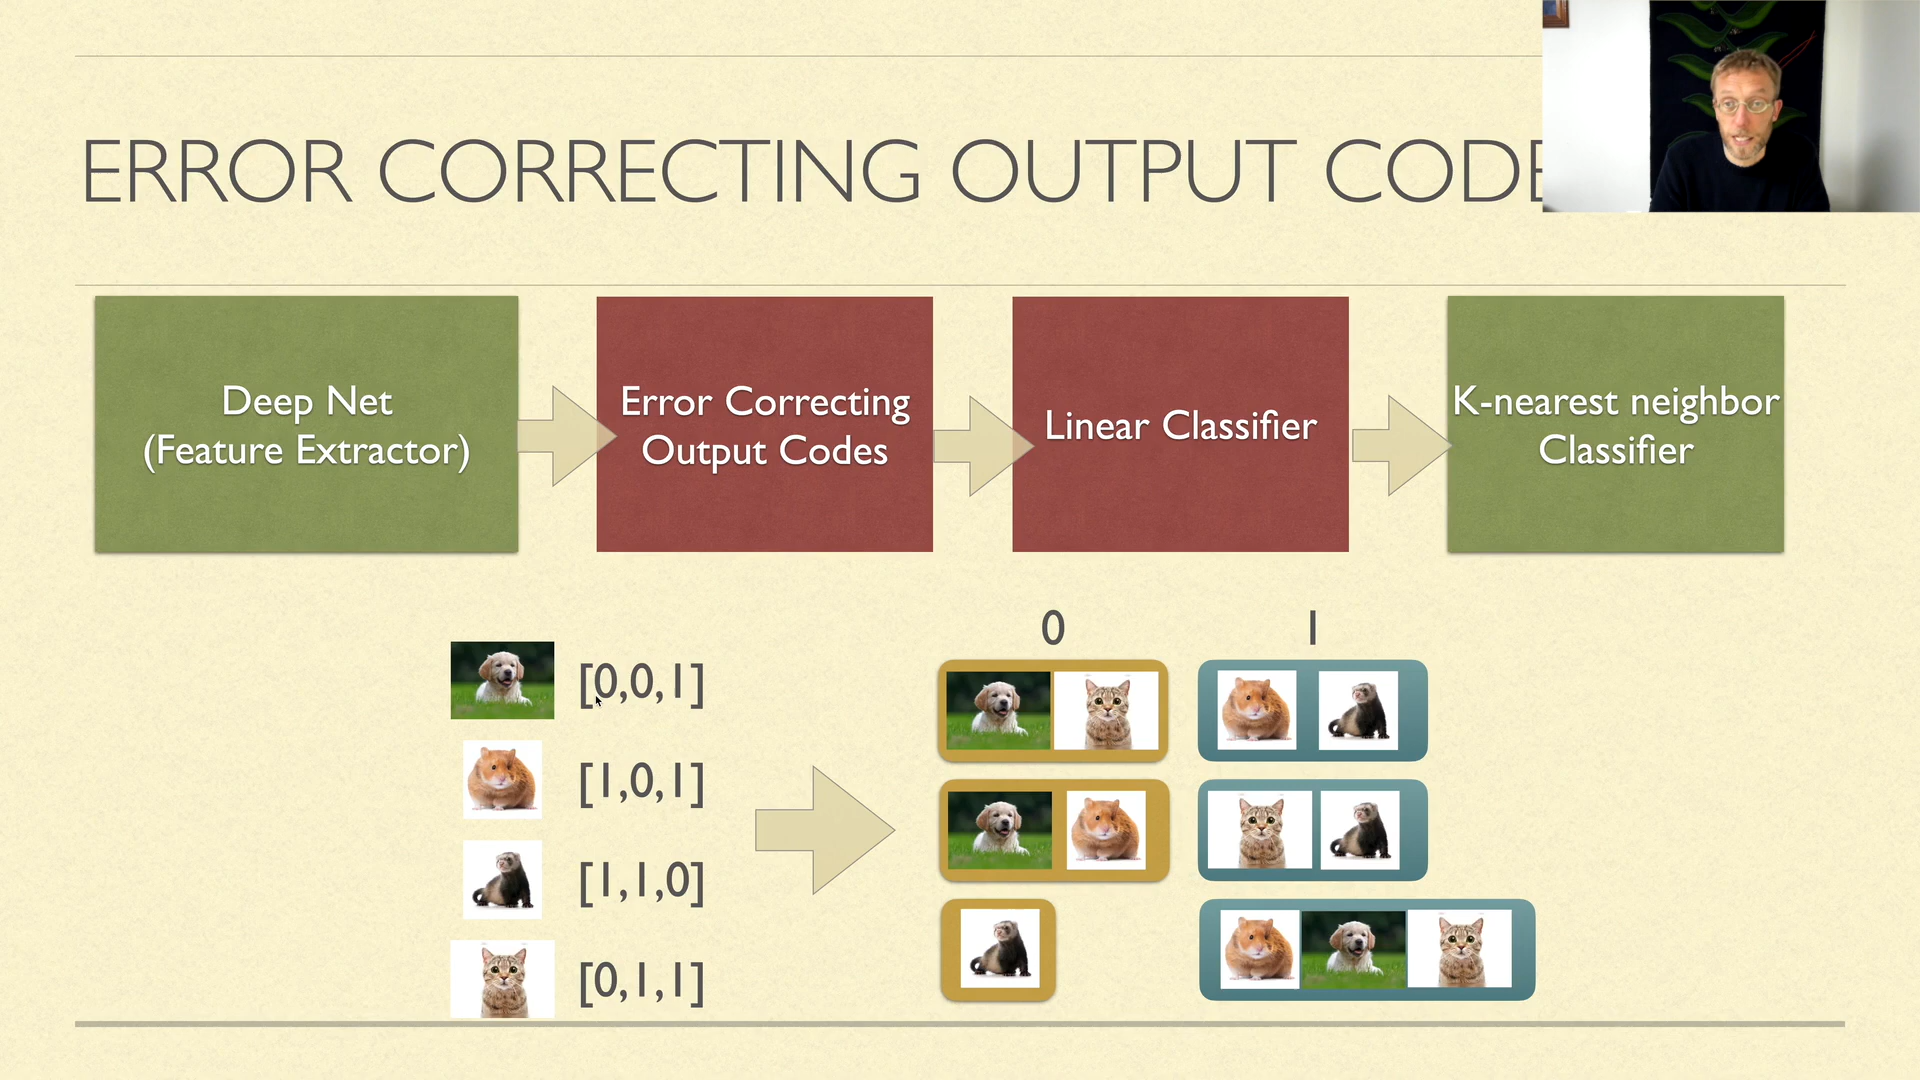 ERROR CORRECTING OUTPUT CODE
Deep Net
(Feature Extractor)
Error Correcting
Output Codes
Linear Classifier
K-nearest neighbor
Classifier
0
1
[0,0,1]
[1,0,1]
[1,1,0]
[0,1,1]